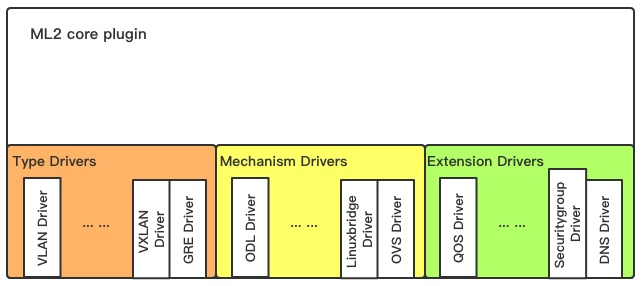 ML2 core plugin
Type Drivers
VLAN Driver
... ...
VXLAN
Driver
GRE Driver
Mechanism Drivers
ODL Driver
... ...
Linuxbridge
Driver
OVS Driver
Extension Drivers
QOS Driver
... ...
Securitygroup
Driver
DNS Driver